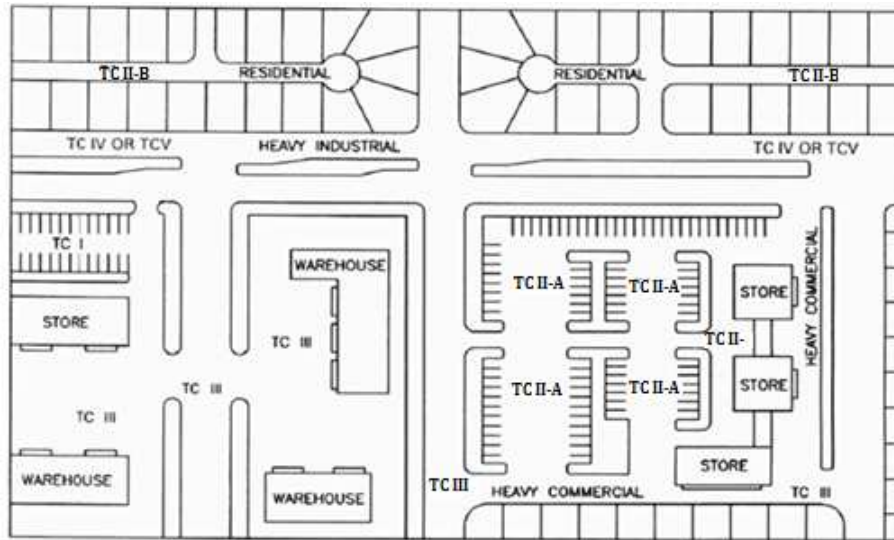 TC II-B
RESIDENTIAL
RESIDENTIAL
TC II-B
TC IV OR TCV
HEAVY INDUSTRIAL
TC IV OR TCV
TC I
STORE
WAREHOUSE
TC III
TC III
TC III
WAREHOUSE
WAREHOUSE
TC II-A
TC II-A
TC II-A
TC II-A
TC II-
STORE
STORE
STORE
HEAVY COMMERCIAL
TC III
HEAVY COMMERCIAL
TC III